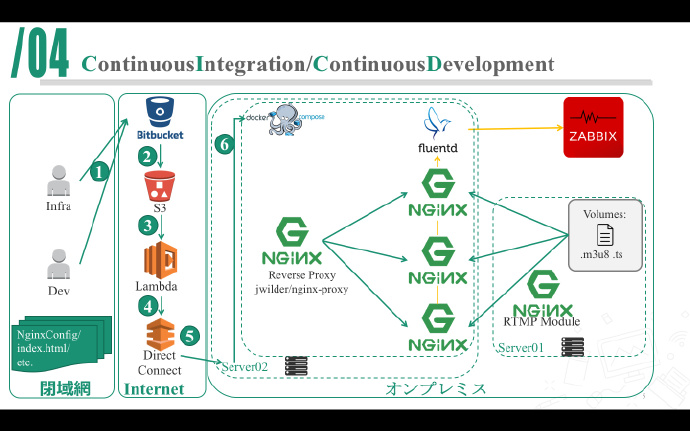 /04
ContinuousIntegration/ContinuousDevelopment
Bitbucket
1
2
S3
3
Lambda
4
5
Direct
Connect
Infra
Dev
NginxConfig/
index.html/
etc.
閉域網
Internet
6
docker
compose
fluentd
ZABBIX
NGINX
NGINX
Reverse Proxy
jwilder/nginx-proxy
NGINX
NGINX
Volumes:
.m3u8 .ts
NGINX
RTMP Module
Server01
Server02
オンプレミス